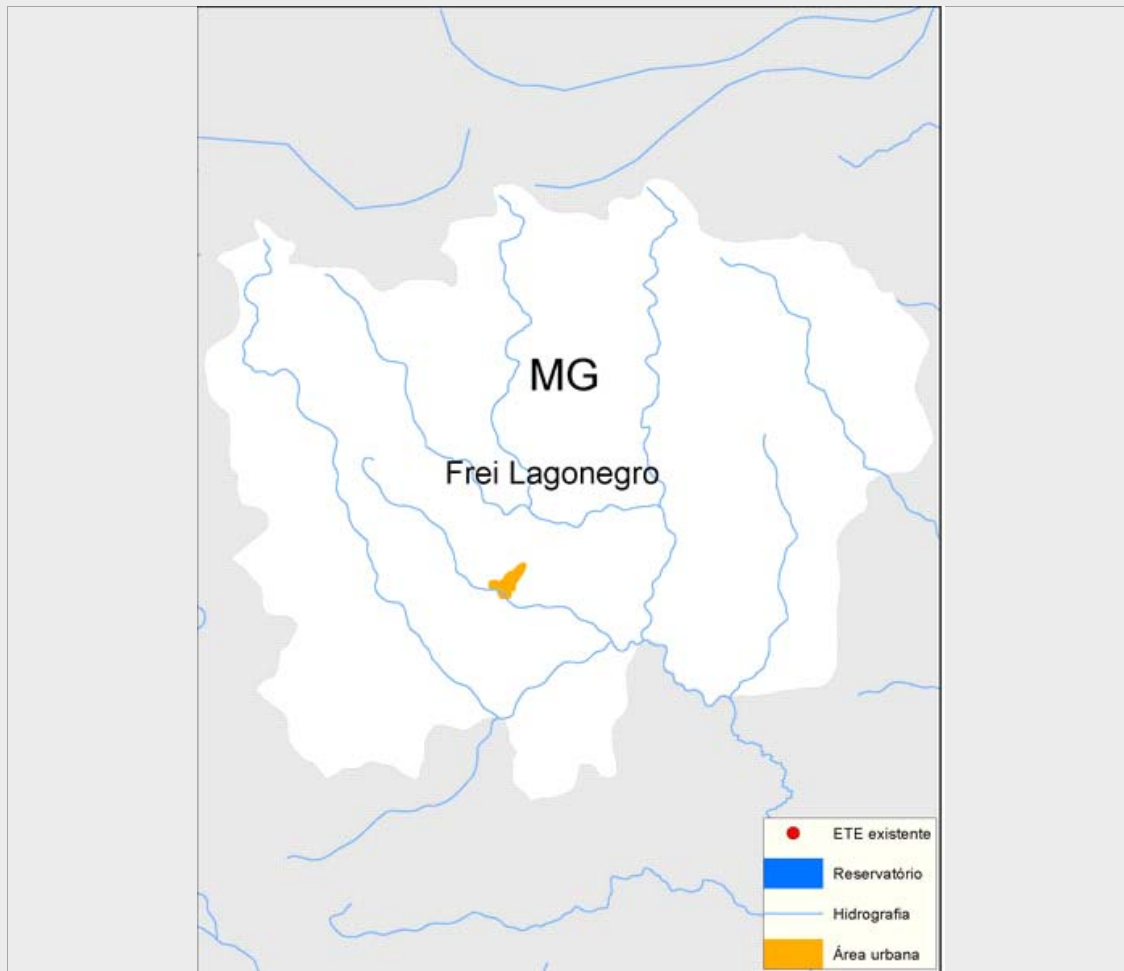 MG
Frei Lagonegro
ETE existente
Reservatório
Hidrografia
Área urbana